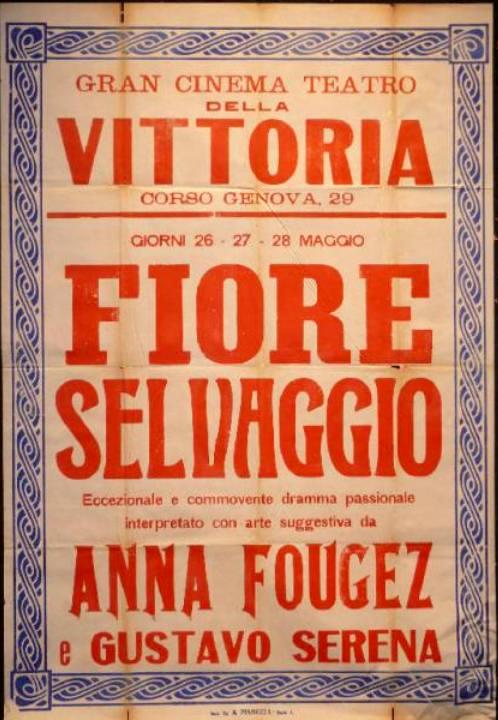 GRAN CINEMA TEATRO
DELLA
VITTORIA
CORSO GENOVA, 29
GIORNI 26 - 27 - 28 MAGGIO
FIORE
SELVAGGIO
Eccezionale e commovente dramma passionale
interpretato con arte suggestiva da
ANNA FOUGEZ
e GUSTAVO SERENA